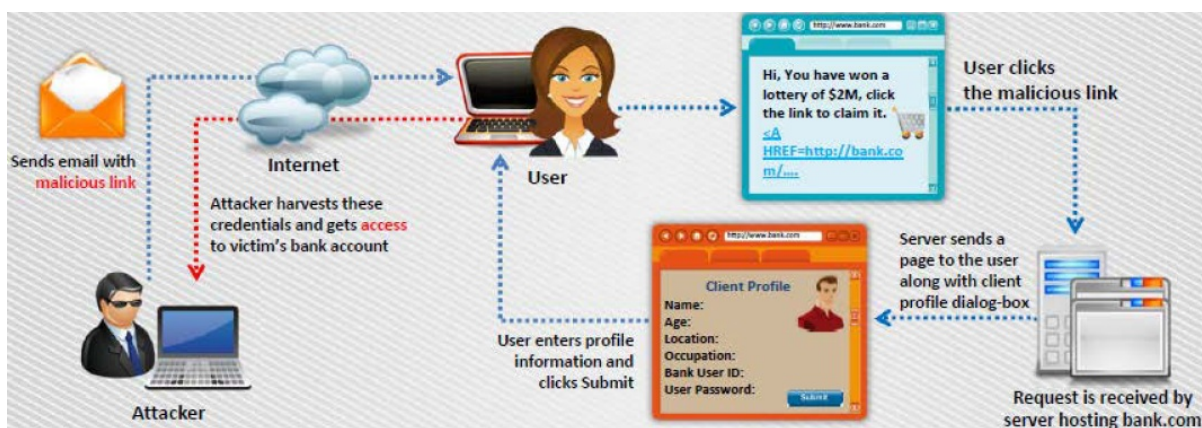 Sends email with
malicious link
Internet
Attacker harvests these
credentials and gets access
to victim's bank account
Attacker
User
http://www.bank.com
Hi, You have won a
lottery of $2M, click
the link to claim it.
<A
HREF=http://bank.co
m/....
User clicks
the malicious link
Request is received by
server hosting bank.com
Server sends a
page to the user
along with client
profile dialog-box
http://www.bank.com
Client Profile
Name:
Age:
Location:
Occupation:
Bank User ID:
User Password:
Submit
User enters profile
information and
clicks Submit